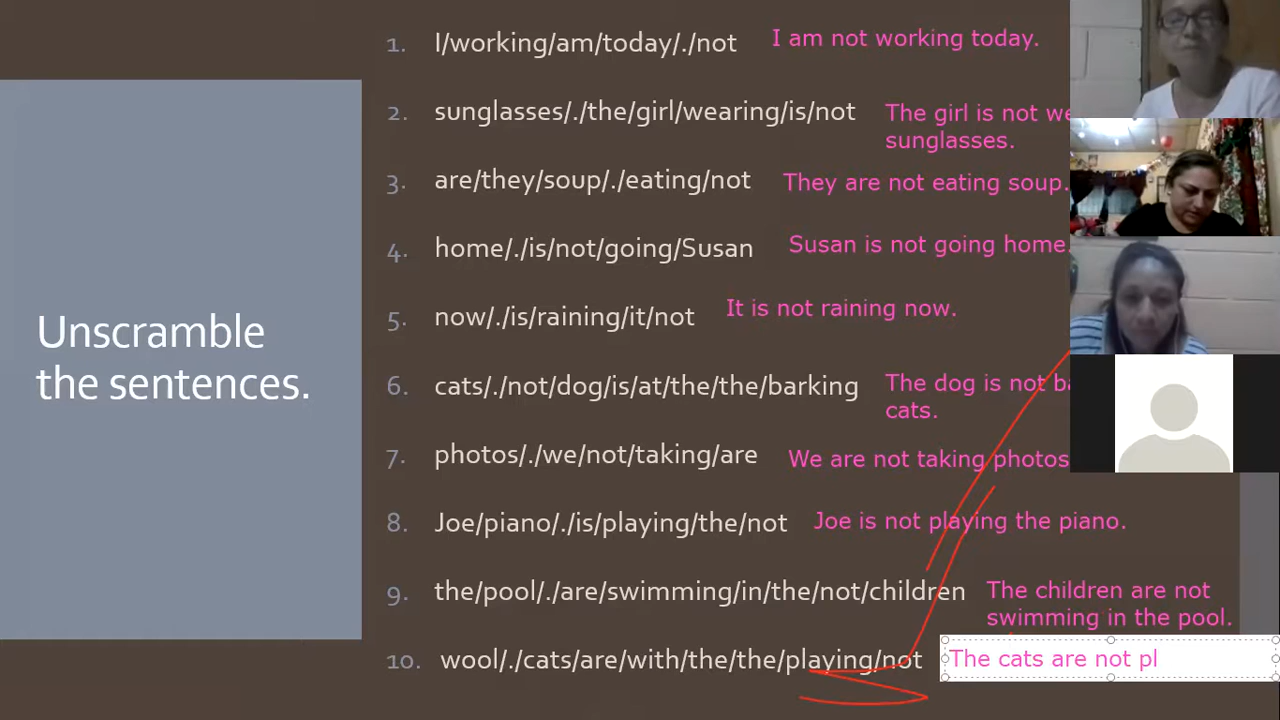 Unscramble
the sentences.
1. I/working/am/today/./not
I am not working today.
2. sunglasses/./the/girl/wearing/is/not
The girl is not
sunglasses.
3. are/they/soup/./eating/not
They are not eating soup.
4. home/./is/not/going/Susan
Susan is not going home.
5. now/./is/raining/it/not
It is not raining now.
6. cats/./not/dog/is/at/the/the/barking
The dog is not
cats.
7. photos/./we/not/taking/are
We are not taking photos
8. Joe/piano/./is/playing/the/not
Joe is not playing the piano.
9. the/pool/./are/swimming/in/the/not/children
The children are not
swimming in the pool.
10. wool/./cats/are/with/the/the/playing/not
The cats are not pl